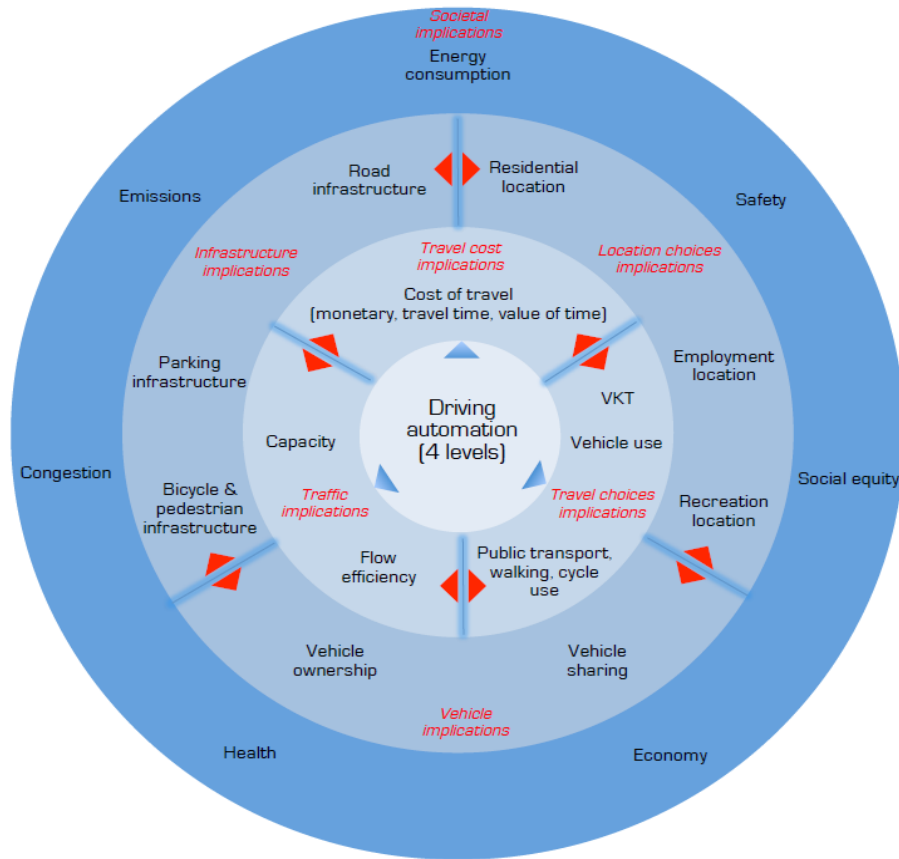 Societal
implications
Energy
consumption
Road
infrastructure
Residential
location
Emissions
Safety
Infrastructure
implications
Travel cost
implications
Location choices
implications
Cost of travel
(monetary, travel time, value of time)
Parking
infrastructure
Employment
location
Driving
automation
(4 levels)
VKT
Capacity
Vehicle use
Congestion
Social equity
Bicycle &
pedestrian
infrastructure
Traffic
implications
Travel choices
implications
Recreation
location
Flow
efficiency
Public transport,
walking, cycle
use
Vehicle
ownership
Vehicle
sharing
Vehicle
implications
Health
Economy